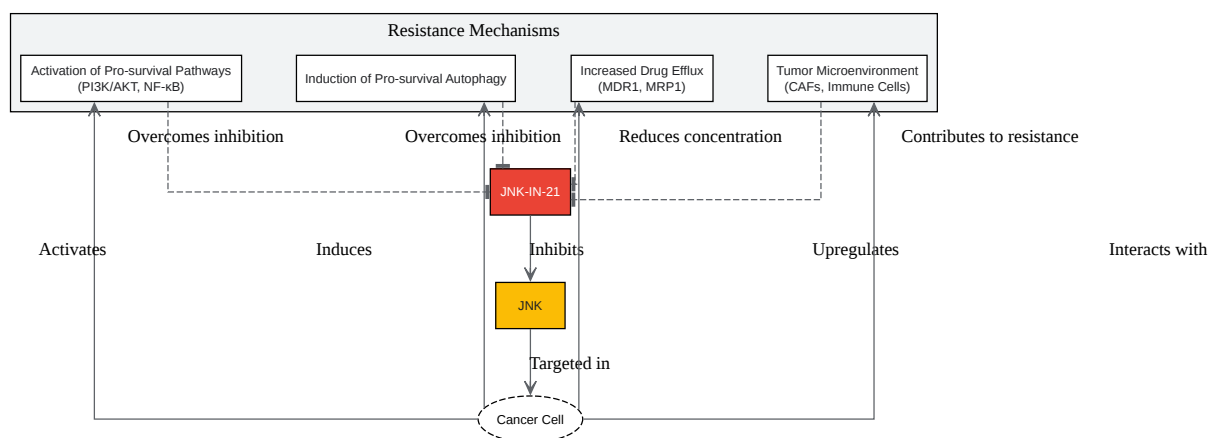 Resistance Mechanisms
Activation of Pro-survival Pathways
(PI3K/AKT, NF-κB)
Induction of Pro-survival Autophagy
Increased Drug Efflux
(MDR1, MRP1)
Tumor Microenvironment
(CAFs, Immune Cells)
Overcomes inhibition
Overcomes inhibition
Reduces concentration
Contributes to resistance
JNK-IN-21
Activates
Induces
Inhibits
Upregulates
Interacts with
JNK
Targeted in
Cancer Cell